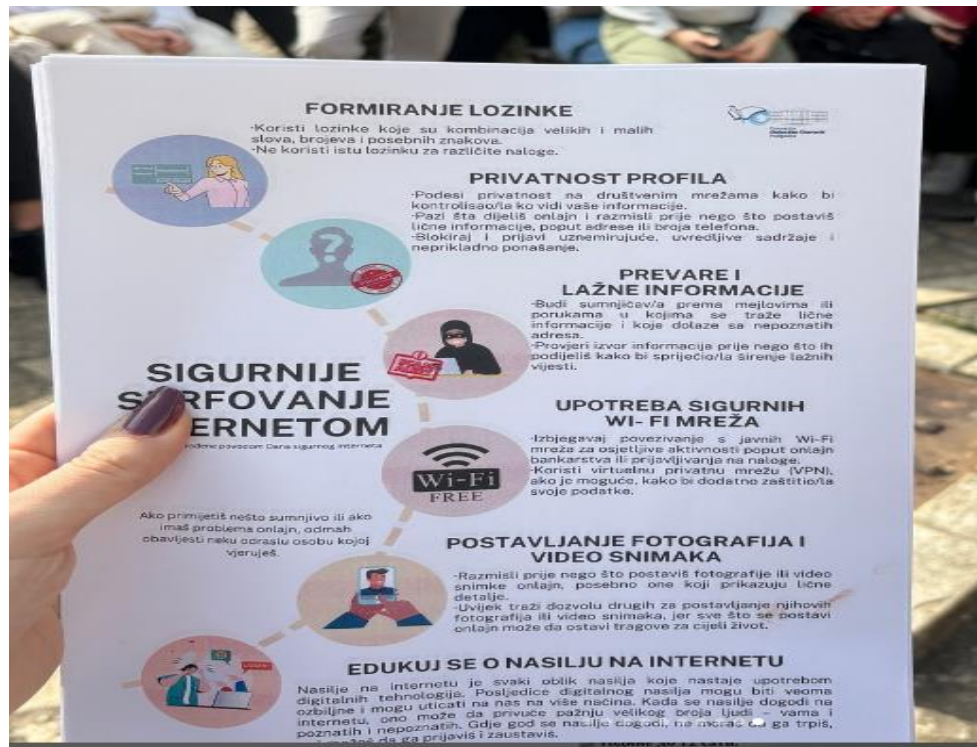 FORMIRANJE LOZINKE
-Koristi lozinke koje su kombinacija velikih i malih
slova, brojeva i posebnih znakova.
-Ne koristi istu lozinku za različite naloge.
PRIVATNOST PROFILA
-Podesi privatnost na društvenim mrežama kako bi
kontrolisao/la ko vidi vaše informacije.
-Pazi šta dijeliš onlajn i razmisli prije nego što postaviš
lične informacije, poput adrese ili broja telefona.
-Blokiraj i prijavi uznemirujuće, uvredljive sadržaje i
neprikladno ponašanje.
PREVARE I
LAŽNE INFORMACIJE
-Budi sumnjičav/a prema mejlovima ili
porukama u kojima se traže lične
informacije i koje dolaze sa nepoznatih
adresa.
-Provjeri izvor informacija prije nego što ih
podijeliš kako bi spriječio/la širenje lažnih
vijesti.
SIGURNIJE
S RFOVANJE
ERNETOM
povodom Dana sigurnog interneta
UPOTREBA SIGURNIH
WI- FI MREŽA
-Izbjegavaj povezivanje s javnih Wi-Fi
mreža za osjetljive aktivnosti poput onlajn
bankarstva ili prijavljivanja na naloge.
-Koristi virtuelnu privatnu mrežu (VPN),
ako je moguće, kako bi dodatno zaštitio/la
svoje podatke.
Wi-Fi
FREE
Ako primijetiš nešto sumnjivo ili ako
imaš problema onlajn, odmah
obavijesti neku odraslu osobu kojoj
vjeruješ.
POSTAVLJANJE FOTOGRAFIJA I
VIDEO SNIMAKA
-Razmisli prije nego što postaviš fotografije ili video
snimke onlajn, posebno one koji prikazuju lične
detalje.
-Uvijek traži dozvolu drugih za postavljanje njihovih
fotografija ili video snimaka, jer sve što se postavi
onlajn može da ostavi tragove za cijeli život.
EDUKUJ SE O NASILJU NA INTERNETU
Nasilje na internetu je svaki oblik nasilja koje nastaje upotrebom
digitalnih tehnologija. Posljedice digitalnog nasilja mogu biti veoma
ozbiljne i mogu uticati na nas na više načina. Kada se nasilje dogodi na
internetu, ono može da privuče pažnju velikog broja ljudi – vama i
poznatih i nepoznatih. Gdje god se nasilje dogodi, ne moraš da ga trpiš,
da ga prijaviš i zaustaviš.